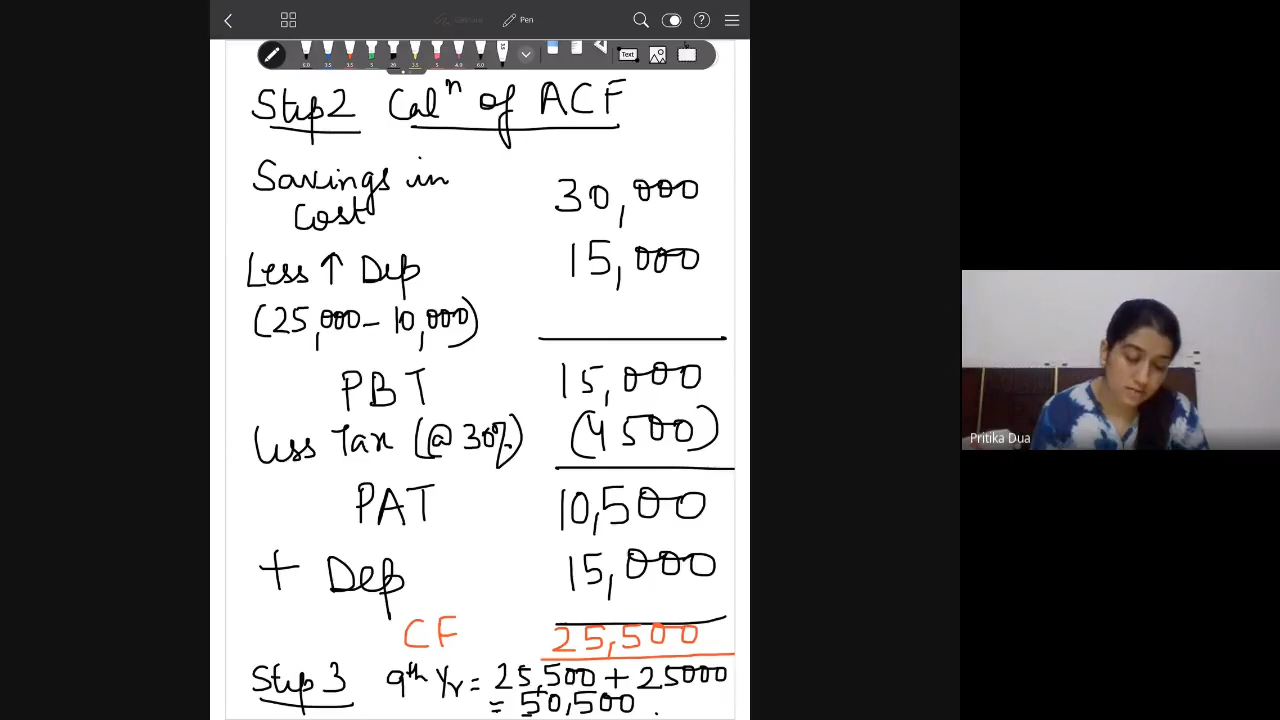 Pen
Text
Step 2 Calⁿ of ACF
Savings in 30,000
Cost
Less ↑ Dep 15,000
(25,000 - 10,000)
PBT 15,000
Less Tax (@ 30%) (4500)
PAT 10,500
+ Dep 15,000
CF 25,500
Step 3 9th Yr = 25,500 + 25000
= 50,500
Pritika Dua